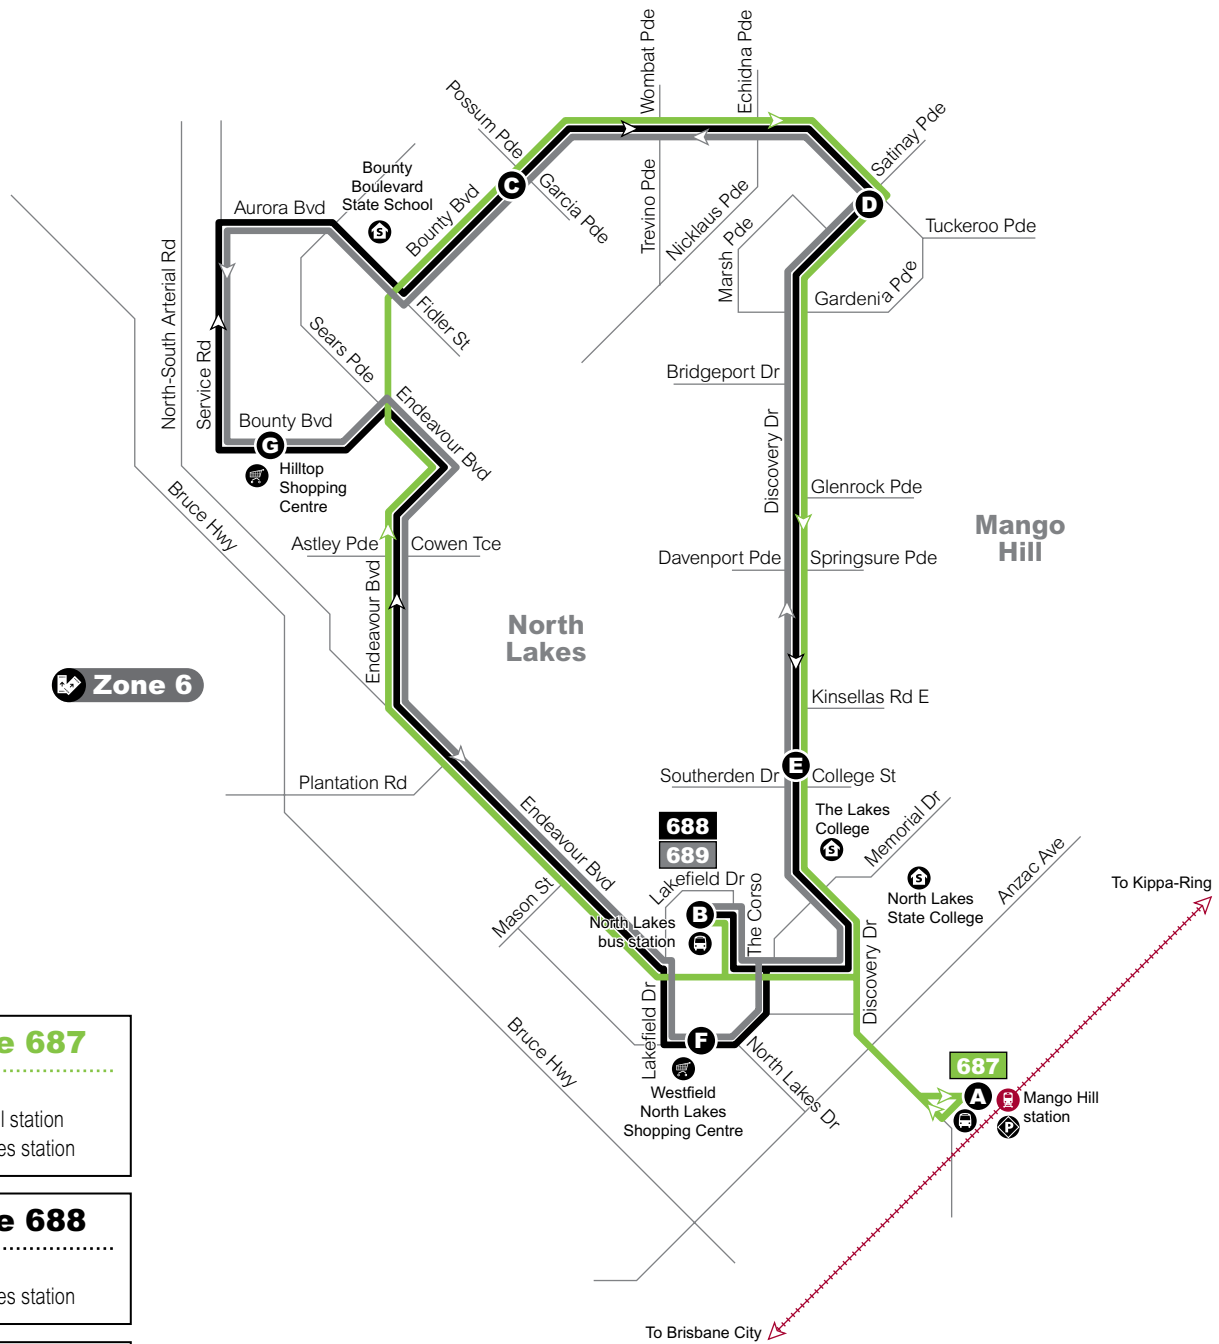 Wombat Pde
Echidna Pde
Possum Pde
Satinay Pde
Bounty
Boulevard
State School
S
Bounty Bvd
C
Garcia Pde
Trevino Pde
Nicklaus Pde
Marsh Pde
D
Tuckeroo Pde
Gardenia Pde
Aurora Bvd
North-South Arterial Rd
Service Rd
Fidler St
Sears Pde
Bridgeport Dr
Endeavour Bvd
Bounty Bvd
G
Hilltop
Shopping
Centre
Bruce Hwy
Discovery Dr
Glenrock Pde
Mango
Hill
Astley Pde
Cowen Tce
Davenport Pde
Springsure Pde
Endeavour Bvd
North
Lakes
Zone 6
Kinsellas Rd E
Plantation Rd
Southerden Dr
E
College St
The Lakes
College
S
Memorial Dr
Endeavour Bvd
688
689
Lakefield Dr
Mason St
B
North Lakes
bus station
The Corso
S
North Lakes
State College
Anzac Ave
To Kippa-Ring
Discovery Dr
Lakefield Dr
F
Westfield
North Lakes
Shopping Centre
North Lakes Dr
Bruce Hwy
687
A
Mango Hill
station
P
To Brisbane City
e 687
l station
es station
e 688
es station